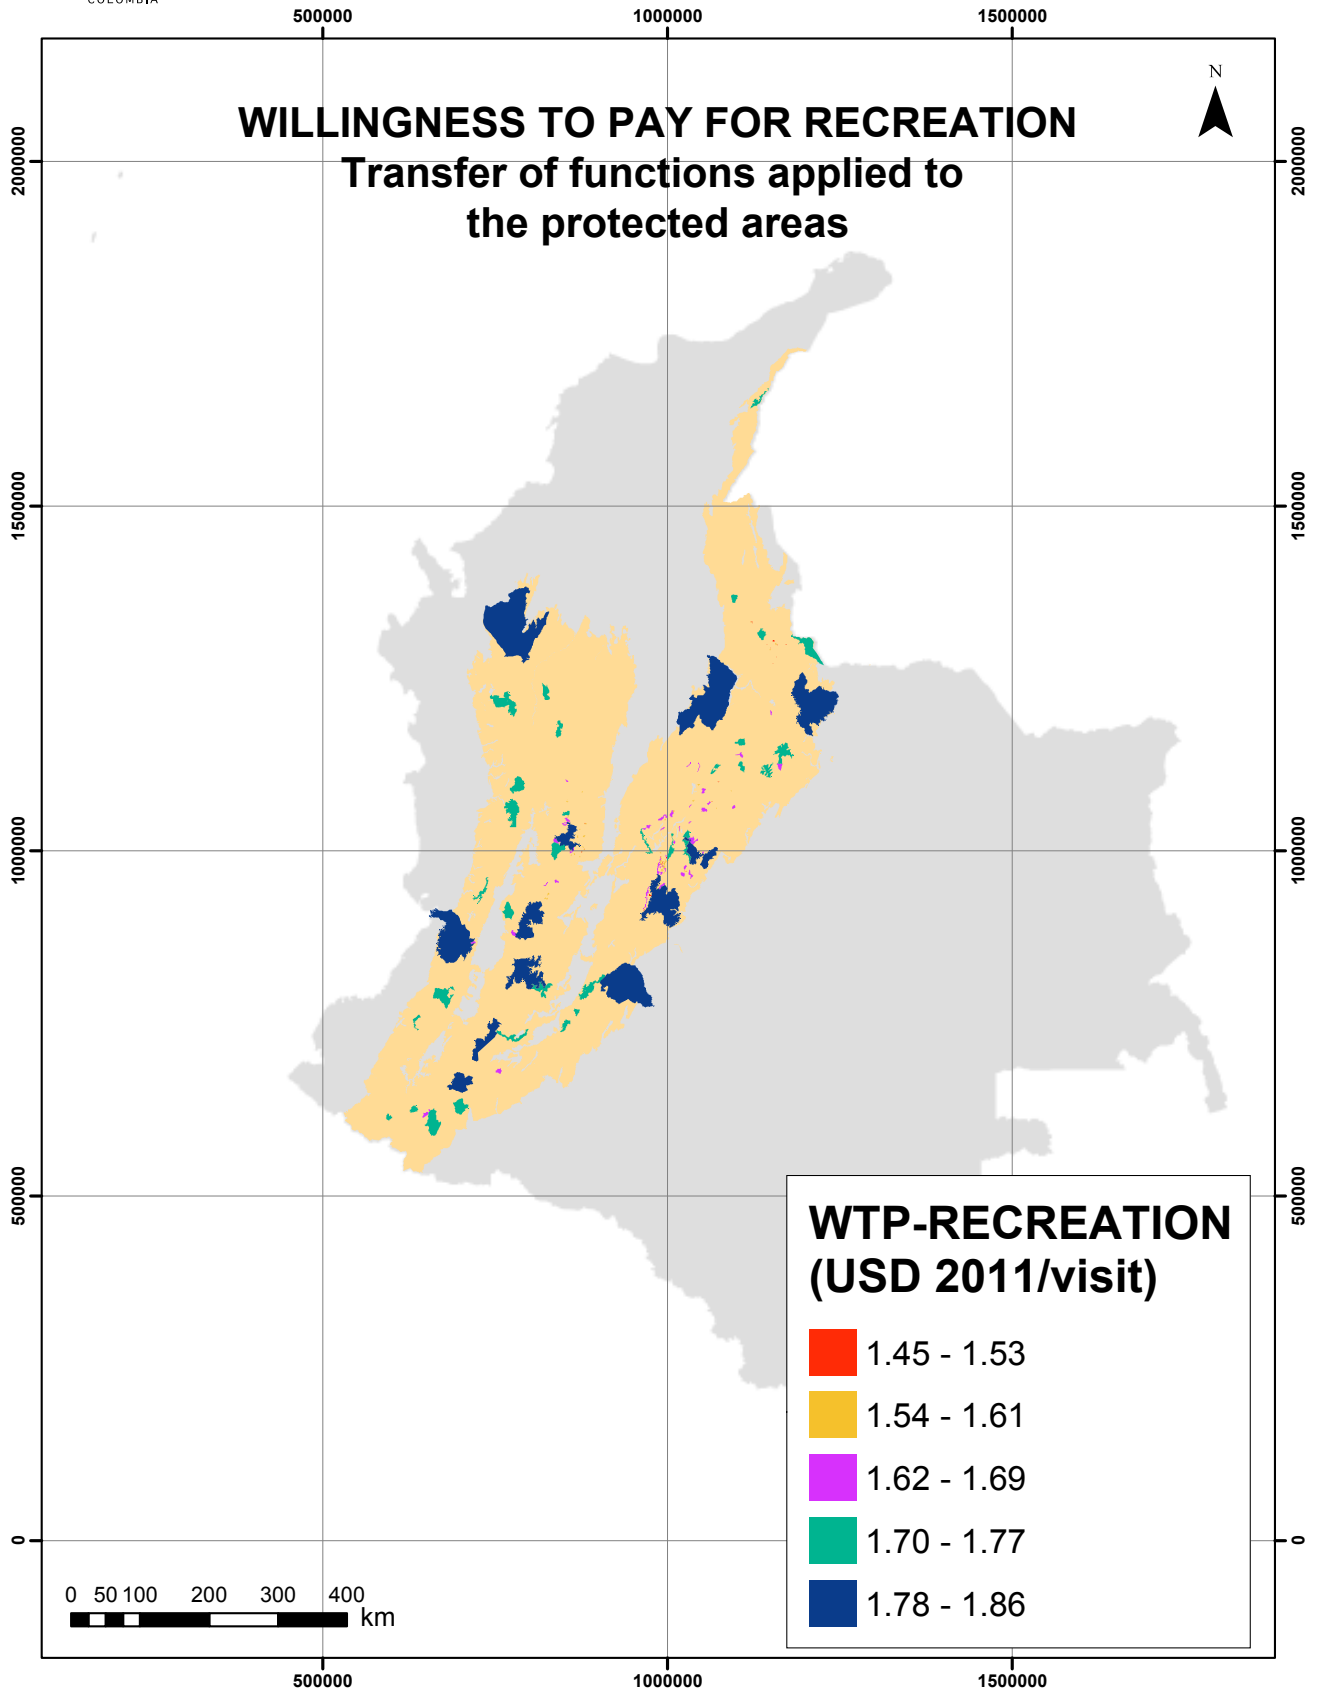 COLOMBIA
500000 1000000 1500000
N
WILLINGNESS TO PAY FOR RECREATION
Transfer of functions applied to
the protected areas
2000000 2000000
1500000 1500000
1000000 1000000
500000 500000
0 0
WTP-RECREATION
(USD 2011/visit)
1.45 - 1.53
1.54 - 1.61
1.62 - 1.69
1.70 - 1.77
1.78 - 1.86
0 50 100 200 300 400
km
500000 1000000 1500000